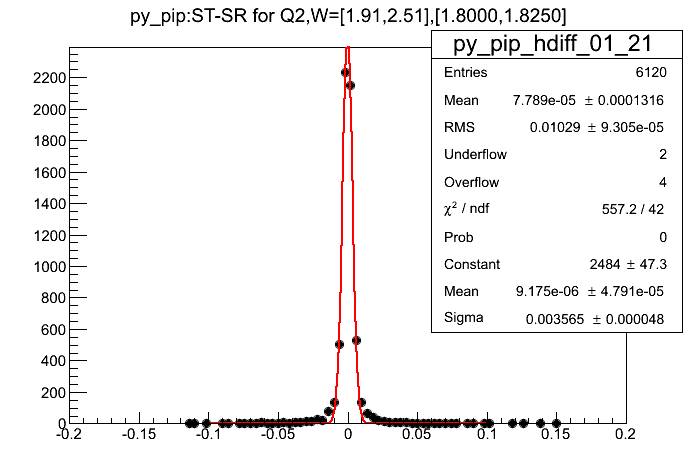 py_pip:ST-SR for Q2,W=[1.91,2.51],[1.8000,1.8250]
py_pip_hdiff_01_21
Entries 6120
Mean 7.789e-05 ± 0.0001316
RMS 0.01029 ± 9.305e-05
Underflow 2
Overflow 4
χ² / ndf 557.2 / 42
Prob 0
Constant 2484 ± 47.3
Mean 9.175e-06 ± 4.791e-05
Sigma 0.003565 ± 0.000048
2200
2000
1800
1600
1400
1200
1000
800
600
400
200
0
-0.2 -0.15 -0.1 -0.05 0 0.05 0.1 0.15 0.2